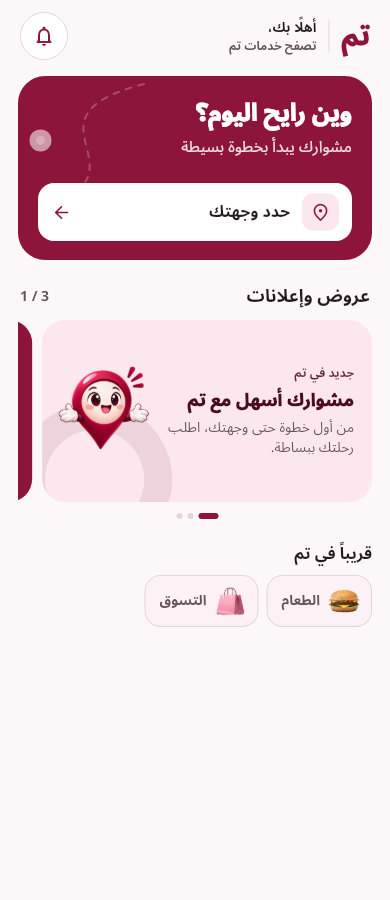 تم
أهلًا بك،
تصفح خدمات تم
وين رايح اليوم؟
مشوارك يبدأ بخطوة بسيطة
حدد وجهتك
عروض وإعلانات
1 / 3
جديد في تم
مشوارك أسهل مع تم
من أول خطوة حتى وجهتك، اطلب
رحلتك ببساطة.
قريباً في تم
الطعام
التسوق